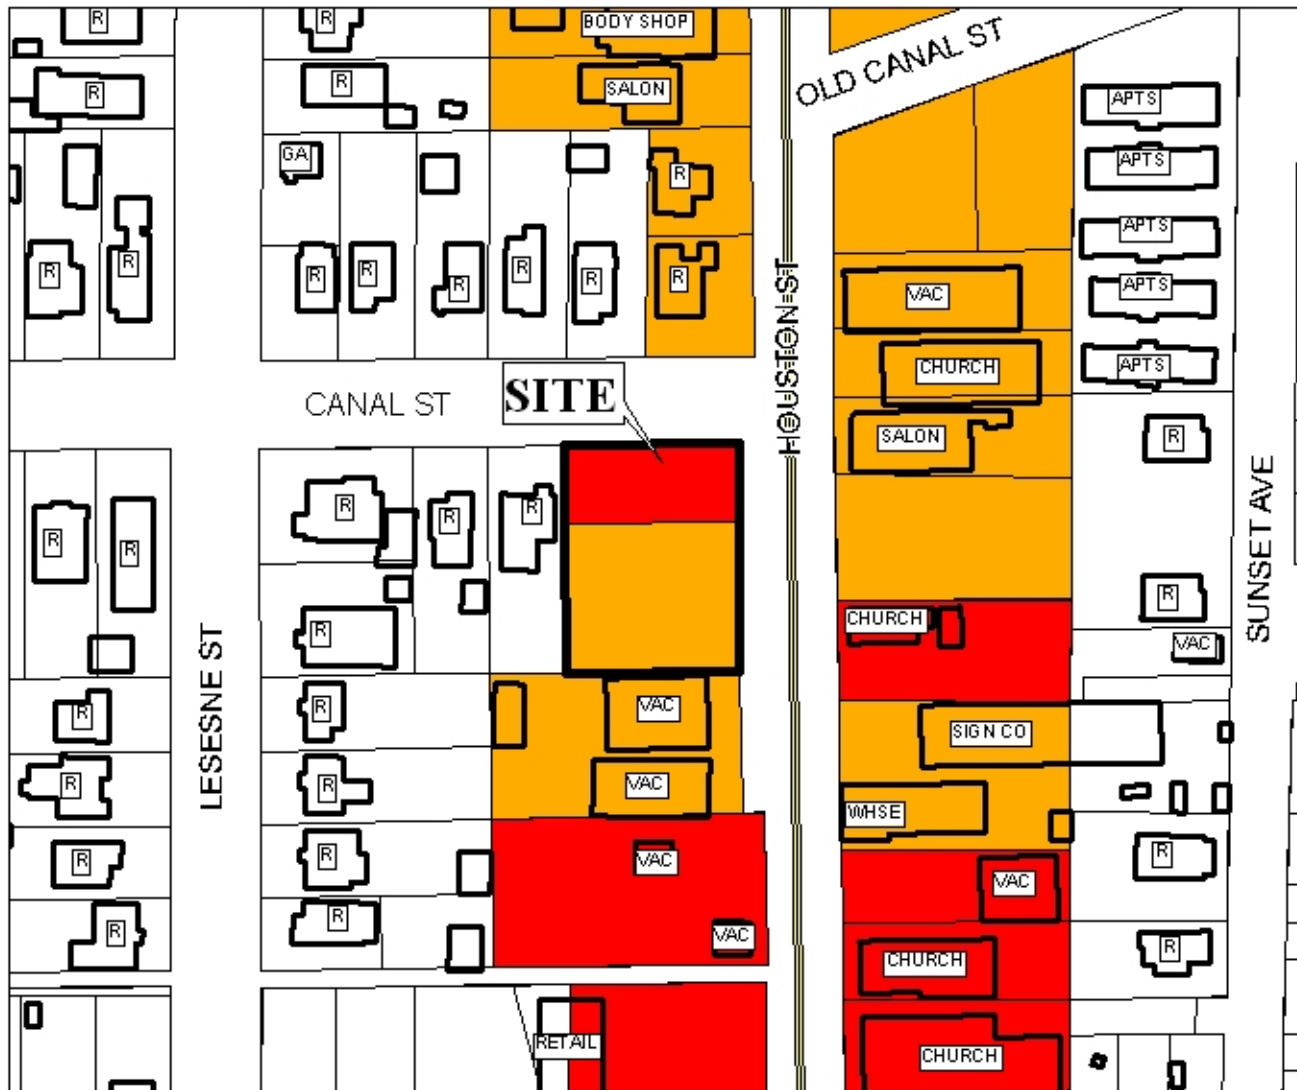 R
R
BODY SHOP
OLD CANAL ST
R
R
SALON
APTS
GA
R
APTS
R
R
R
R
R
R
R
R
APTS
VAC
APTS
HOUSTON ST
CHURCH
APTS
SITE
CANAL ST
SALON
R
R
R
R
R
R
SUNSET AVE
R
CHURCH
R
VAC
LESESNE ST
R
R
VAC
SIGN CO
R
R
VAC
WHSE
R
R
VAC
VAC
R
R
R
VAC
CHURCH
R
RETAIL
CHURCH